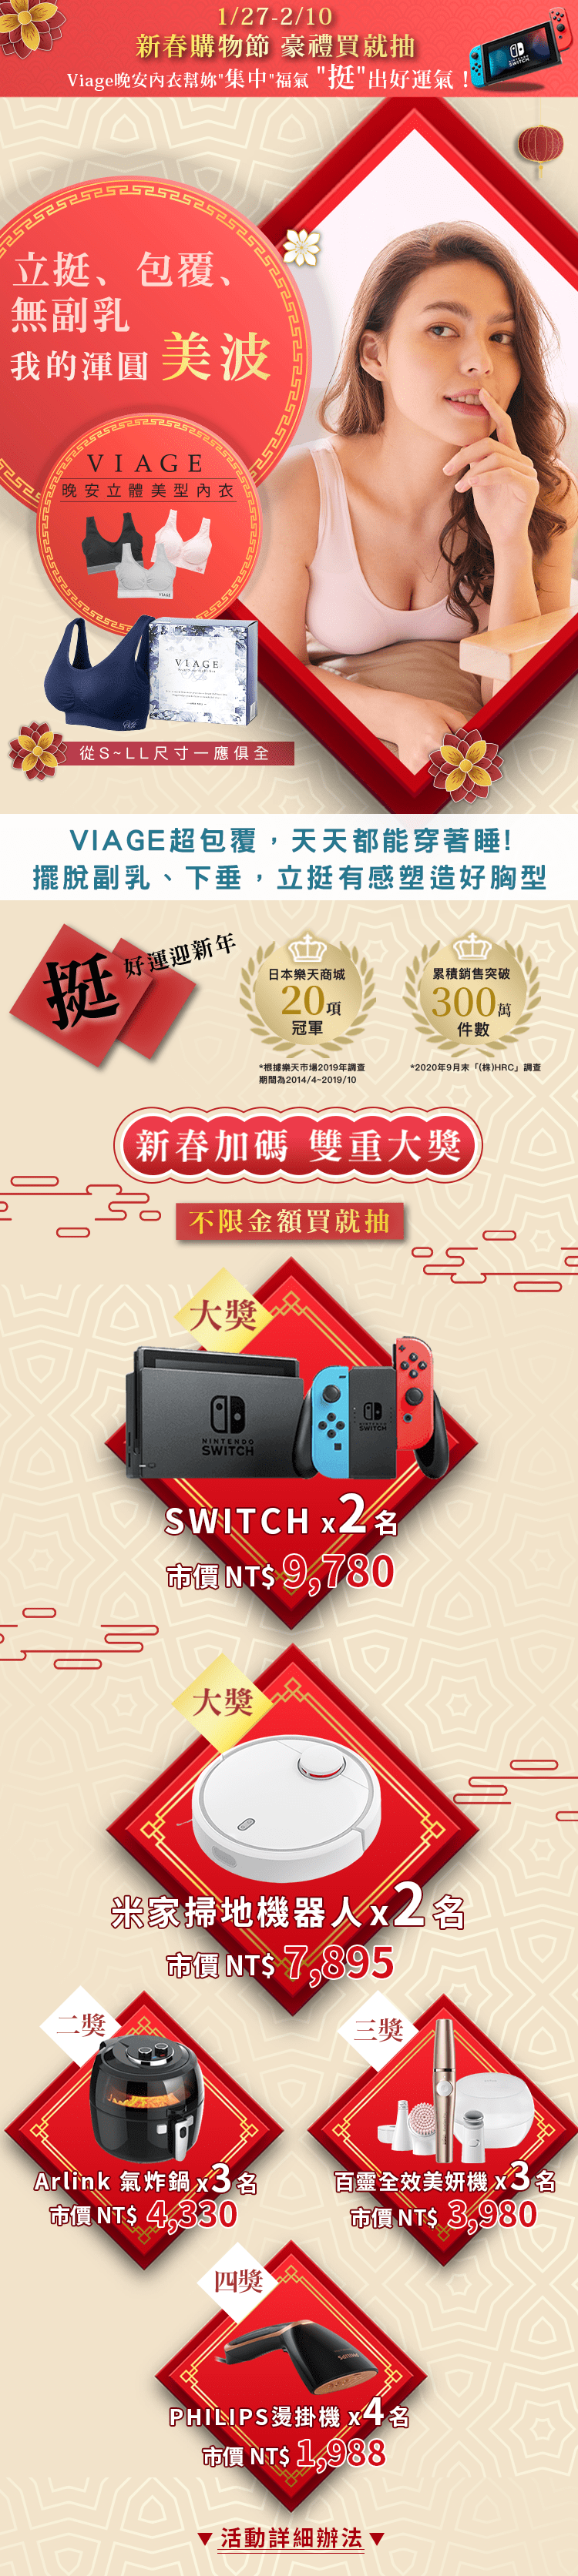 1/27-2/10
新春購物節 豪禮買就抽
Viage晚安內衣幫妳"集中"福氣 "挺"出好運氣！
立挺、包覆、
無副乳
我的渾圓 美波
VIAGE
晚安立體美型內衣
VIAGE
VIAGE
從S~LL尺寸一應俱全
VIAGE超包覆，天天都能穿著睡!
擺脫副乳、下垂，立挺有感塑造好胸型
挺
好運迎新年
日本樂天商城
20項
冠軍
*根據樂天市場2019年調查
期間為2014/4~2019/10
累積銷售突破
300萬
件數
*2020年9月末「(株)HRC」調查
新春加碼 雙重大獎
不限金額買就抽
大獎
NINTENDO
SWITCH
NINTENDO
SWITCH
SWITCH x2名
市價 NT$ 9,780
大獎
米家掃地機器人x2名
市價 NT$ 7,895
二獎
Arlink 氣炸鍋 x3名
市價 NT$ 4,330
三獎
百靈全效美妍機 x3名
市價 NT$ 3,980
四獎
PHILIPS
PHILIPS燙掛機 x4名
市價 NT$ 1,988
▼ 活動詳細辦法 ▼